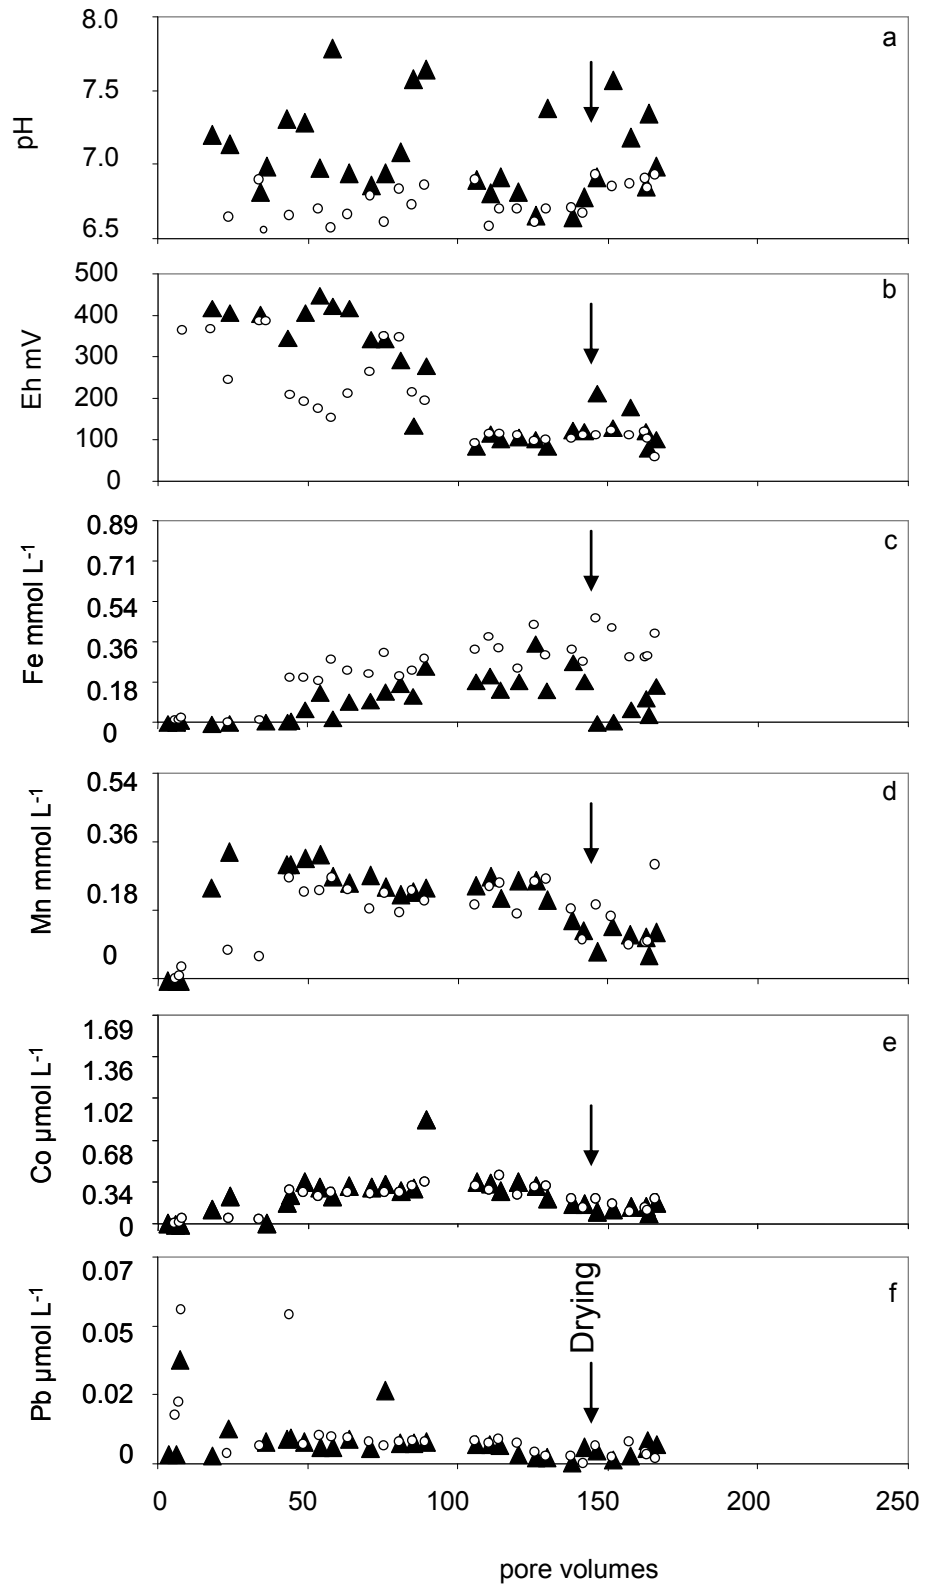 8.0
a
7.5
pH
7.0
6.5
500
b
400
300
Eh mV
200
100
0
0.89
c
0.71
0.54
Fe mmol L-1
0.36
0.18
0
0.54
d
0.36
Mn mmol L-1
0.18
0
1.69
e
1.36
1.02
Co µmol L-1
0.68
0.34
0
0.07
f
0.05
Drying
Pb µmol L-1
0.02
0
0 50 100 150 200 250
pore volumes